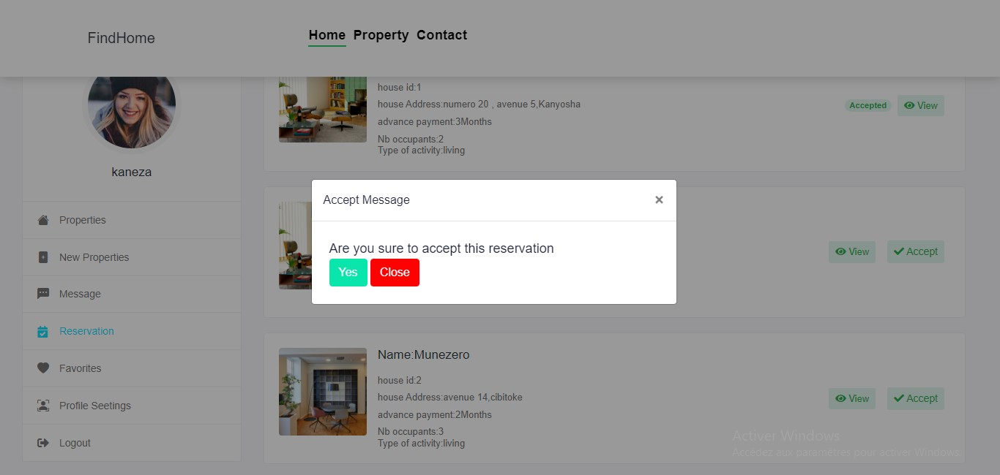 FindHome
Home Property Contact
house id:1
house Address:numero 20 , avenue 5,Kanyosha
Accepted
View
advance payment:3Months
Nb occupants:2
Type of activity:living
kaneza
Properties
New Properties
Message
Reservation
Favorites
Profile Seetings
Logout
Accept Message
×
Are you sure to accept this reservation
Yes Close
View
Accept
Name:Munezero
house id:2
house Address:avenue 14,cibitoke
View
Accept
advance payment:2Months
Nb occupants:3
Type of activity:living
Activer Windows
Accédez aux paramètres pour activer Windows.